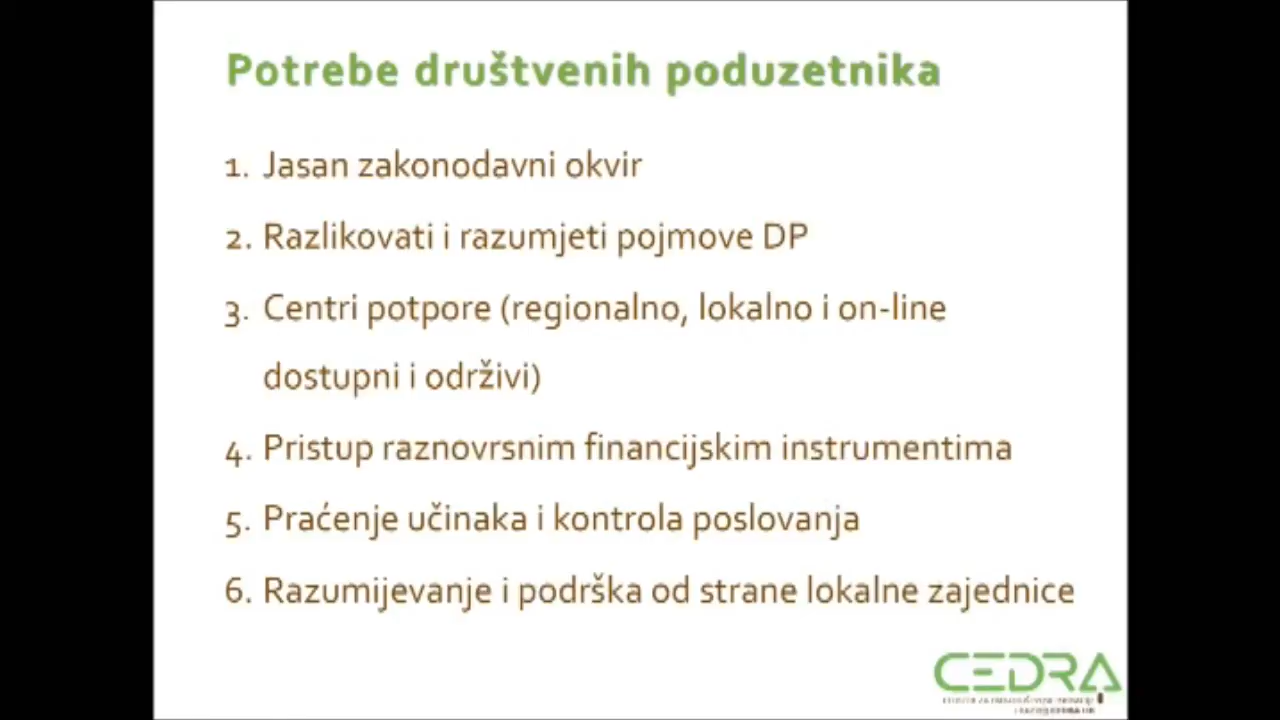 Potrebe društvenih poduzetnika
1. Jasan zakonodavni okvir
2. Razlikovati i razumjeti pojmove DP
3. Centri potpore (regionalno, lokalno i on-line
dostupni i održivi)
4. Pristup raznovrsnim financijskim instrumentima
5. Praćenje učinaka i kontrola poslovanja
6. Razumijevanje i podrška od strane lokalne zajednice
CEDRA